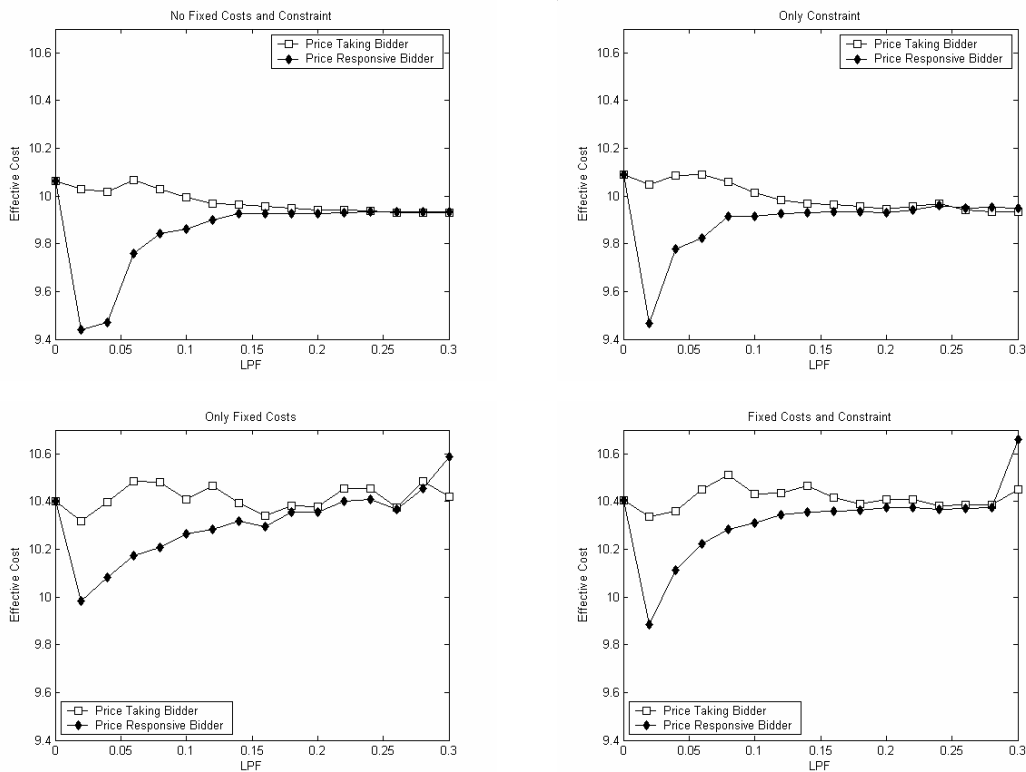 No Fixed Costs and Constraint
Price Taking Bidder
Price Responsive Bidder
10.6
10.4
10.2
10
9.8
9.6
9.4
Effective Cost
0 0.05 0.1 0.15 0.2 0.25 0.3
LPF
Only Constraint
Price Taking Bidder
Price Responsive Bidder
10.6
10.4
10.2
10
9.8
9.6
9.4
Effective Cost
0 0.05 0.1 0.15 0.2 0.25 0.3
LPF
Only Fixed Costs
10.6
10.4
10.2
10
9.8
9.6
9.4
Effective Cost
Price Taking Bidder
Price Responsive Bidder
0 0.05 0.1 0.15 0.2 0.25 0.3
LPF
Fixed Costs and Constraint
10.6
10.4
10.2
10
9.8
9.6
9.4
Effective Cost
Price Taking Bidder
Price Responsive Bidder
0 0.05 0.1 0.15 0.2 0.25 0.3
LPF